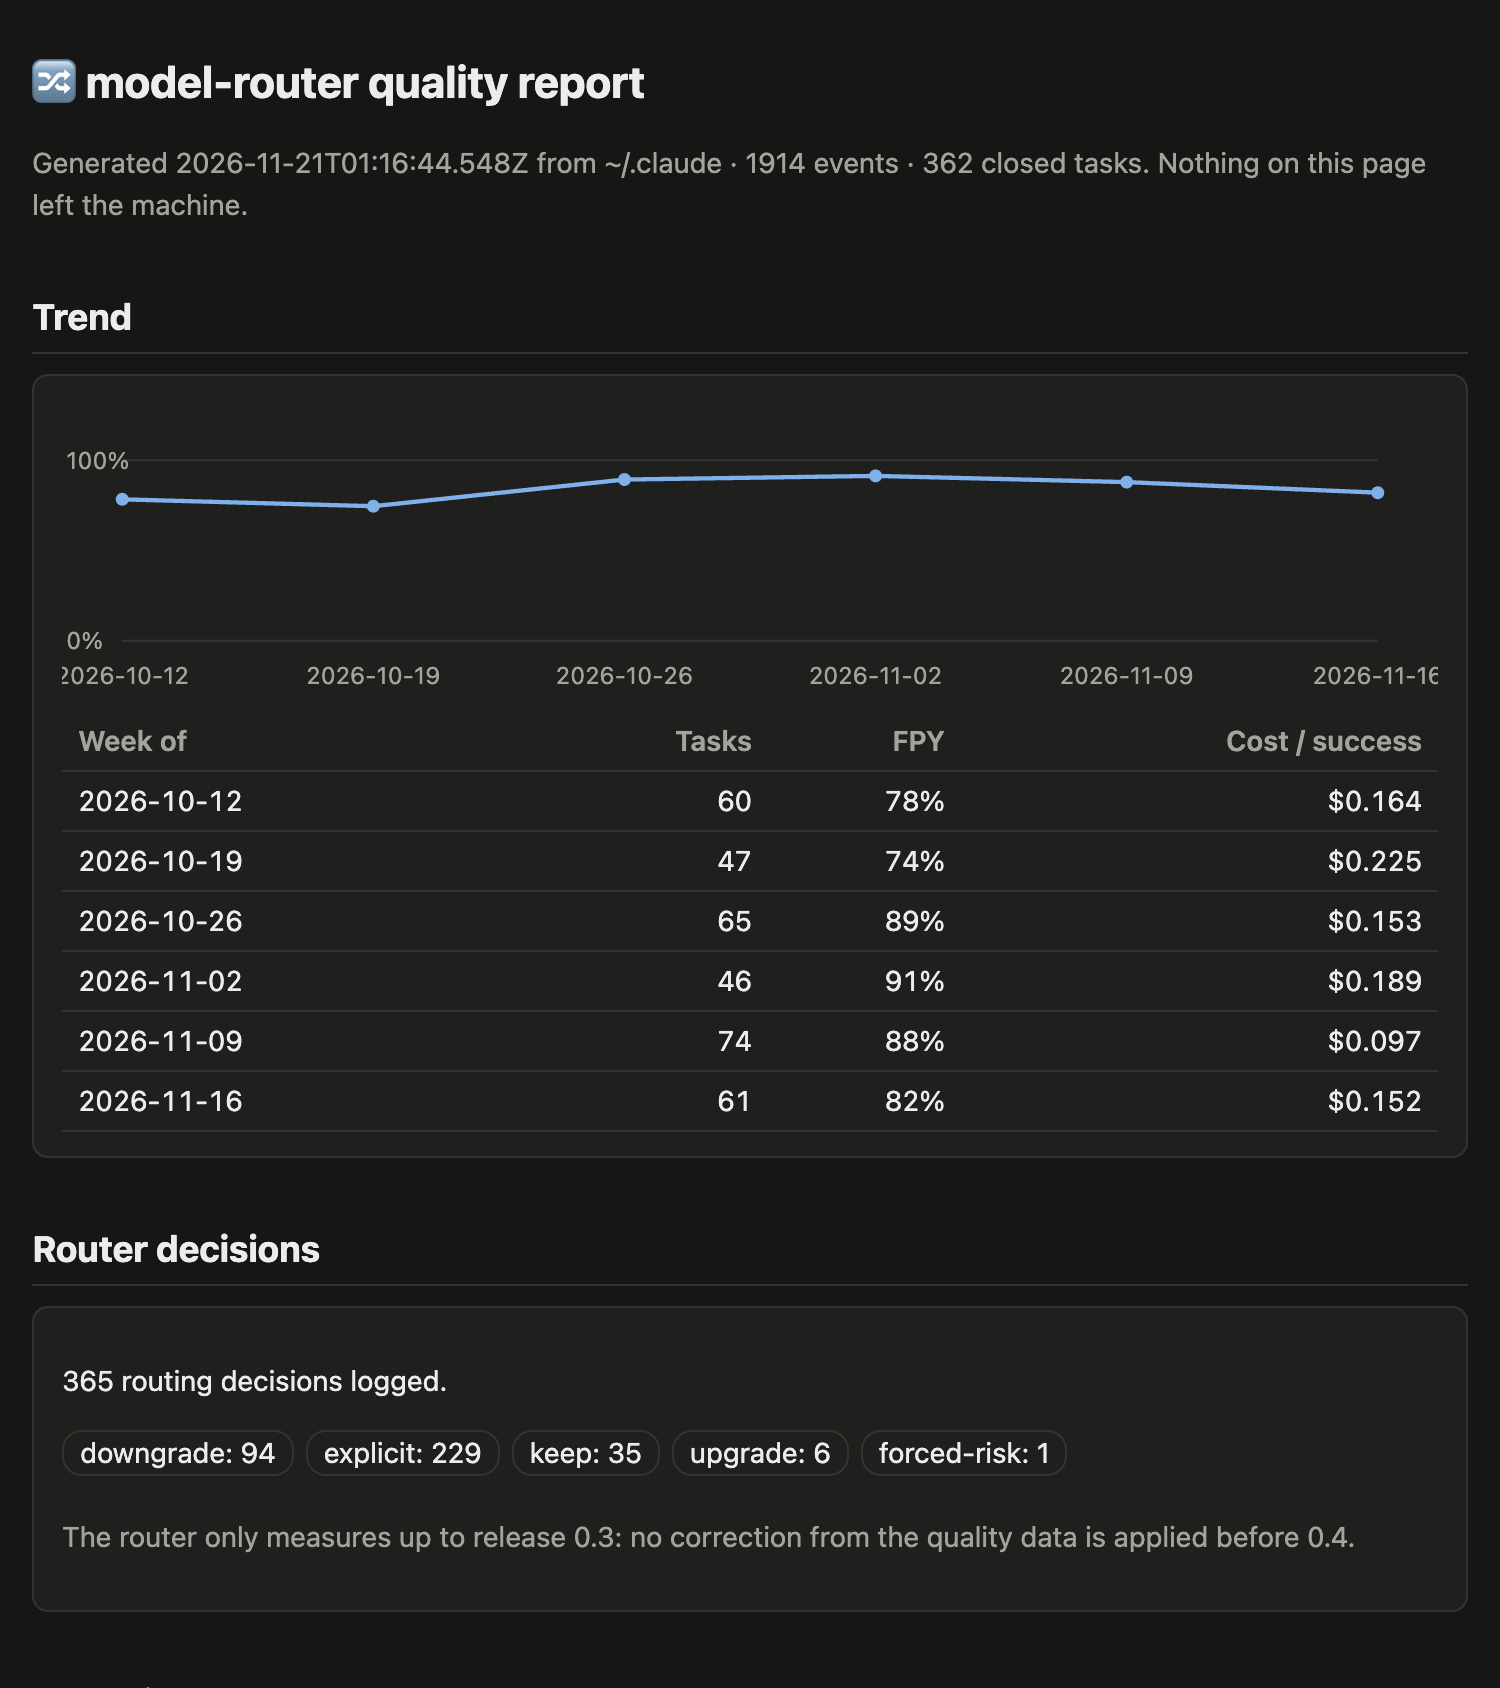 🔀 model-router quality report
Generated 2026-11-21T01:16:44.548Z from ~/.claude · 1914 events · 362 closed tasks. Nothing on this page
left the machine.
Trend
100%
0%
2026-10-12 2026-10-19 2026-10-26 2026-11-02 2026-11-09 2026-11-16
Week of Tasks FPY Cost / success
2026-10-12 60 78% $0.164
2026-10-19 47 74% $0.225
2026-10-26 65 89% $0.153
2026-11-02 46 91% $0.189
2026-11-09 74 88% $0.097
2026-11-16 61 82% $0.152
Router decisions
365 routing decisions logged.
downgrade: 94 explicit: 229 keep: 35 upgrade: 6 forced-risk: 1
The router only measures up to release 0.3: no correction from the quality data is applied before 0.4.